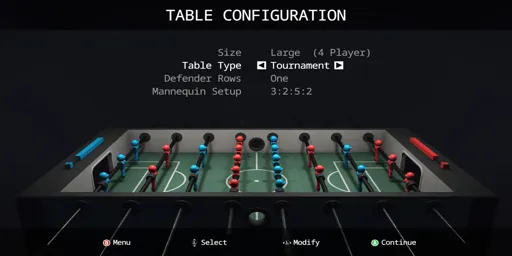 TABLE CONFIGURATION
Size Large (4 Player)
Table Type Tournament
Defender Rows One
Mannequin Setup 3:2:5:2
B Menu Select Modify A Continue